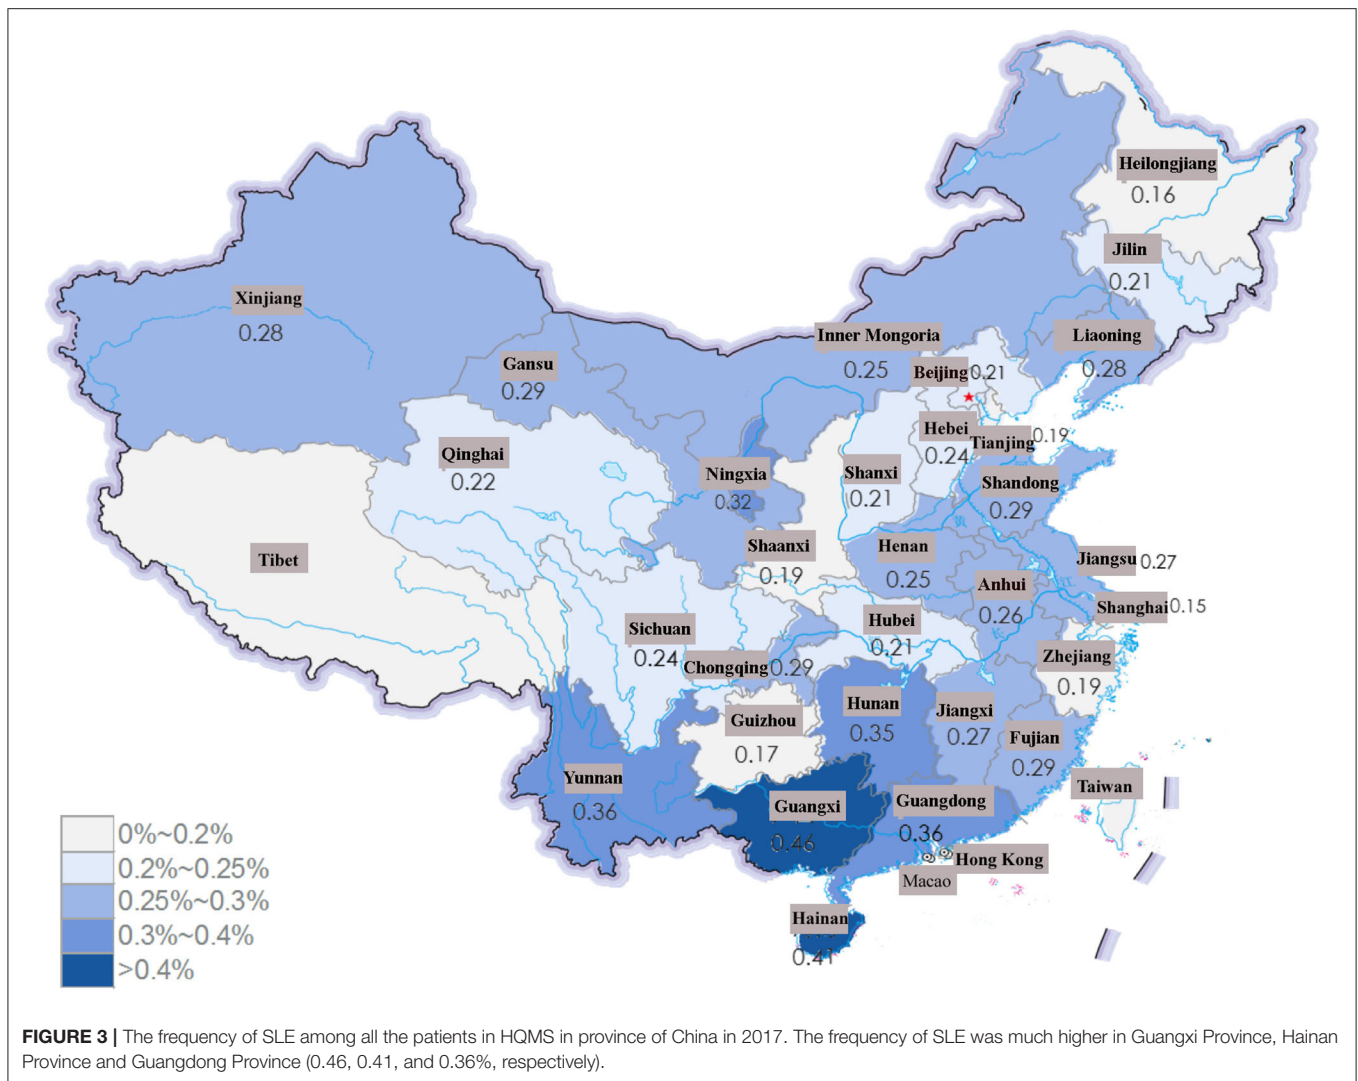 Heilongjiang
0.16
Jilin
0.21
Xinjiang
0.28
Inner Mongoria
0.25
Liaoning
0.28
Gansu
0.29
Beijing 0.21
Hebei
0.24
Tianjing 0.19
Qinghai
0.22
Ningxia
0.32
Shanxi
0.21
Shandong
0.29
Shaanxi
0.19
Henan
0.25
Tibet
Jiangsu 0.27
Anhui
0.26
Shanghai 0.15
Hubei
0.21
Sichuan
0.24
Chongqing 0.29
Zhejiang
0.19
Guizhou
0.17
Hunan
0.35
Jiangxi
0.27
Fujian
0.29
Yunnan
0.36
Guangxi
0.46
Guangdong
0.36
Taiwan
Hong Kong
Macao
Hainan
0.41
0%~0.2%
0.2%~0.25%
0.25%~0.3%
0.3%~0.4%
>0.4%
FIGURE 3 | The frequency of SLE among all the patients in HQMS in province of China in 2017. The frequency of SLE was much higher in Guangxi Province, Hainan
Province and Guangdong Province (0.46, 0.41, and 0.36%, respectively).